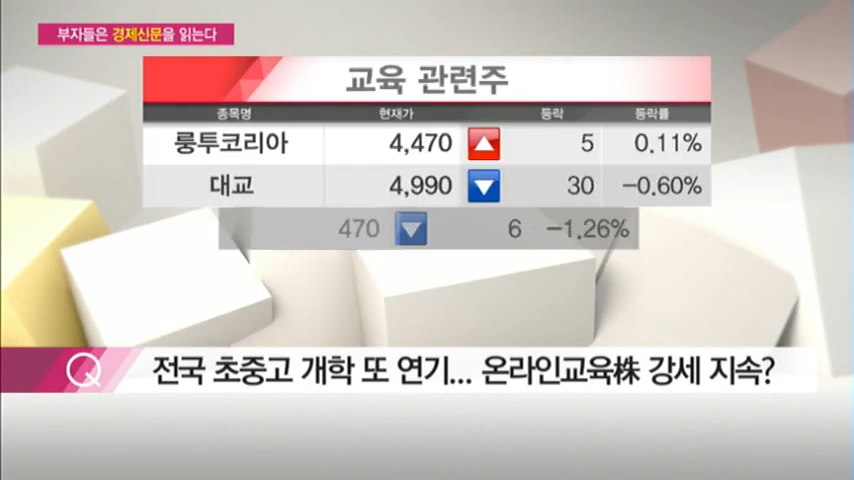 부자들은 경제신문을 읽는다
교육 관련주
종목명 현재가 등락 등락률
룽투코리아 4,470 ▲ 5 0.11%
대교 4,990 ▼ 30 -0.60%
470 ▼ 6 -1.26%
Q 전국 초중고 개학 또 연기... 온라인교육株 강세 지속?